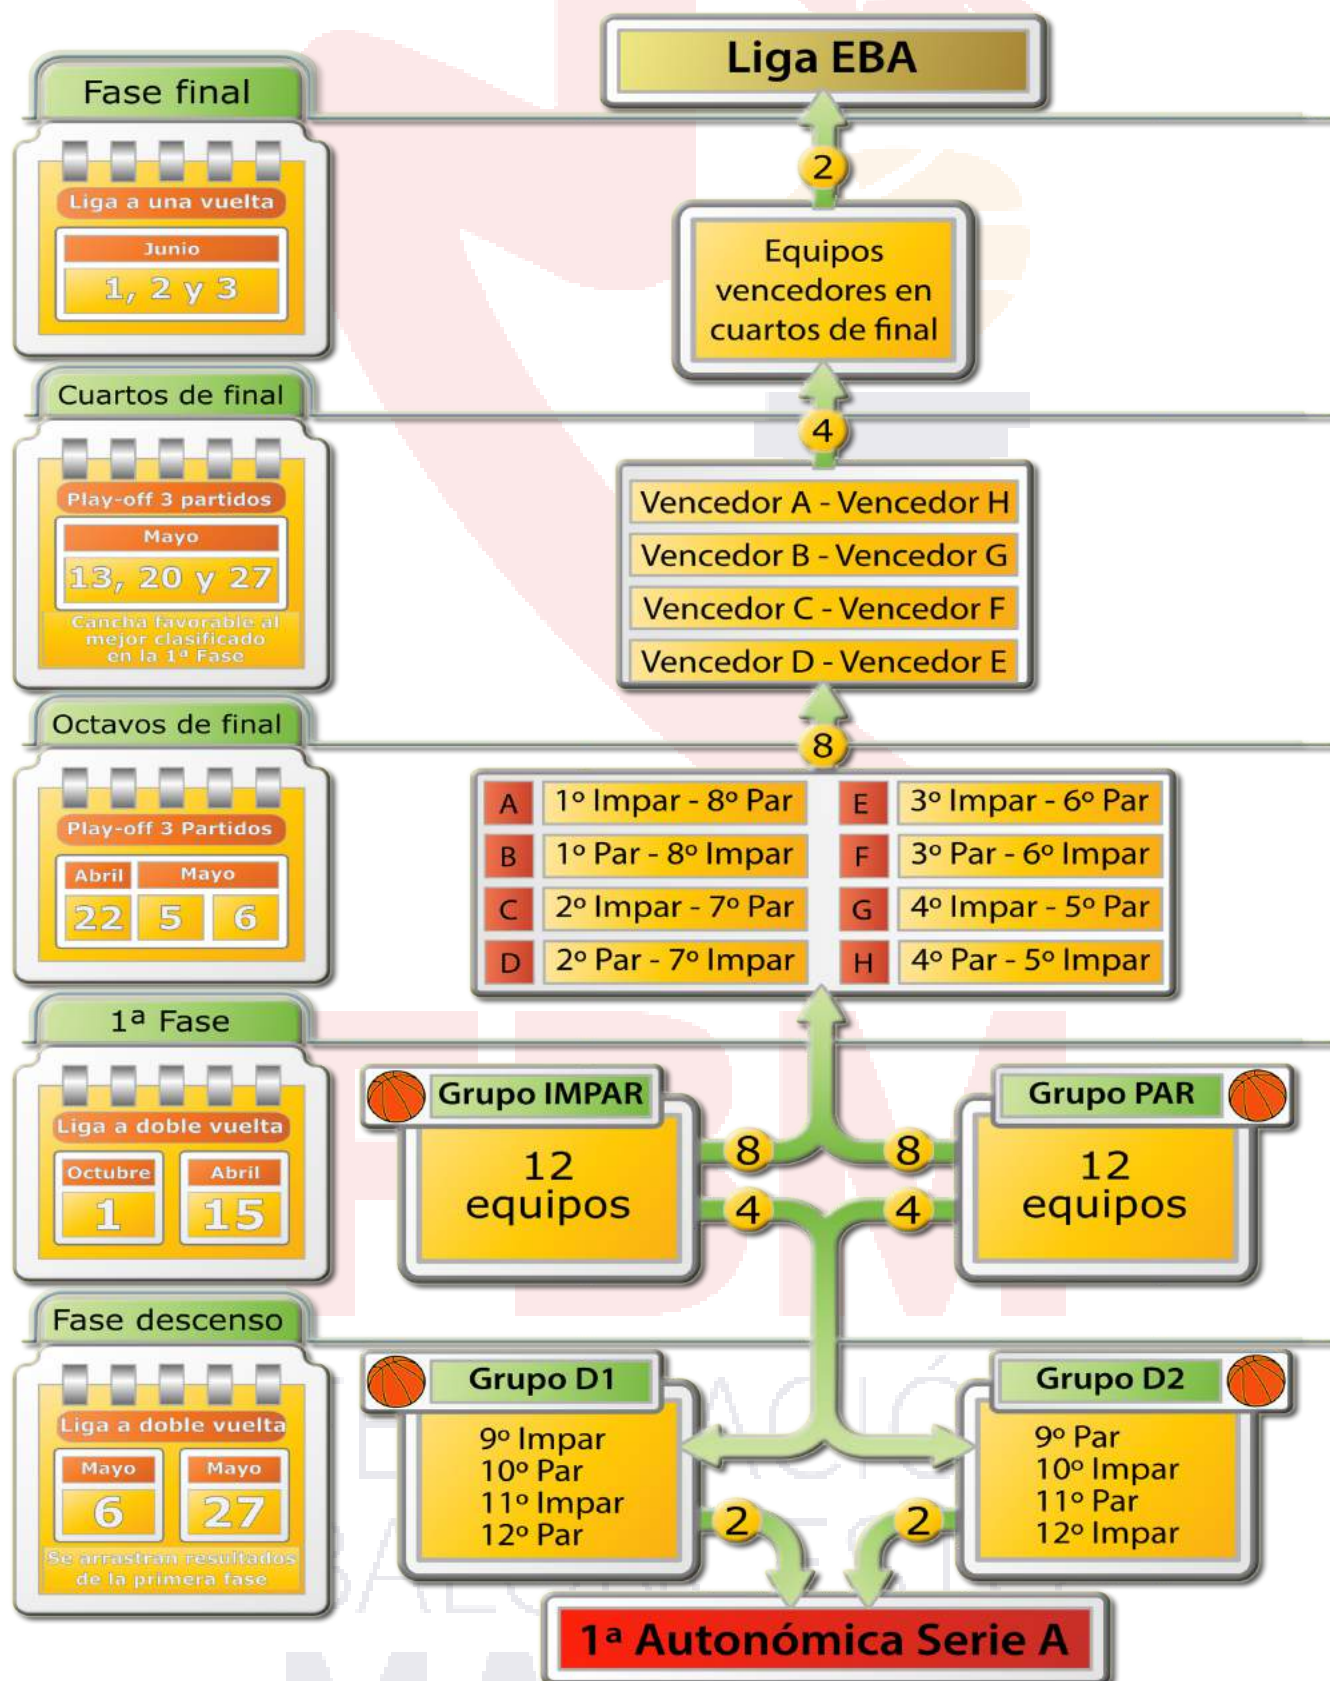 Liga EBA
Fase final
Liga a una vuelta
Junio
1, 2 y 3
2
Equipos
vencedores en
cuartos de final
Cuartos de final
Play-off 3 partidos
Mayo
13, 20 y 27
Cancha favorable al
mejor clasificado
en la 1ª Fase
4
Vencedor A - Vencedor H
Vencedor B - Vencedor G
Vencedor C - Vencedor F
Vencedor D - Vencedor E
Octavos de final
Play-off 3 Partidos
Abril Mayo
22 5 6
8
A 1º Impar - 8º Par
B 1º Par - 8º Impar
C 2º Impar - 7º Par
D 2º Par - 7º Impar
E 3º Impar - 6º Par
F 3º Par - 6º Impar
G 4º Impar - 5º Par
H 4º Par - 5º Impar
1ª Fase
Liga a doble vuelta
Octubre Abril
1 15
Grupo IMPAR
12
equipos
8
4
Grupo PAR
12
equipos
8
4
FBM
Fase descenso
Liga a doble vuelta
Mayo Mayo
6 27
Se arrastran resultados
de la primera fase
Grupo D1
9º Impar
10º Par
11º Impar
12º Par
2
Grupo D2
9º Par
10º Impar
11º Par
12º Impar
2
1ª Autonómica Serie A